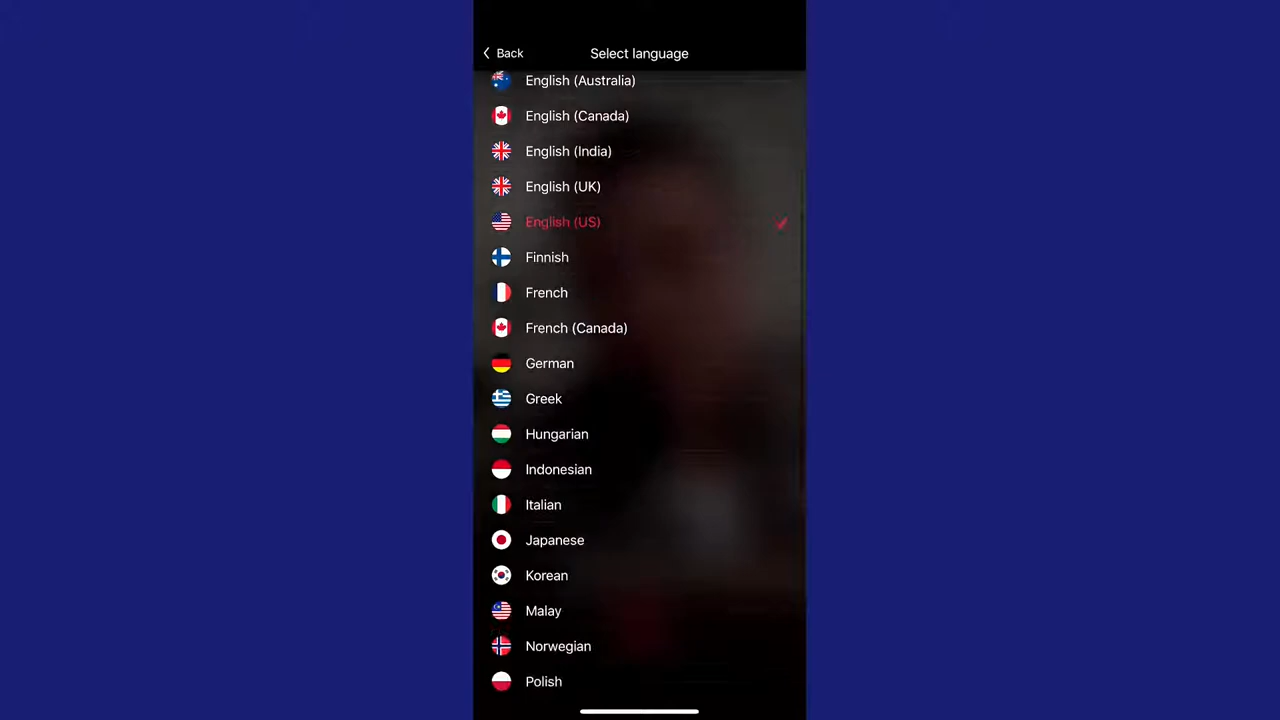 Back
Select language
English (Australia)
English (Canada)
English (India)
English (UK)
English (US)
Finnish
French
French (Canada)
German
Greek
Hungarian
Indonesian
Italian
Japanese
Korean
Malay
Norwegian
Polish